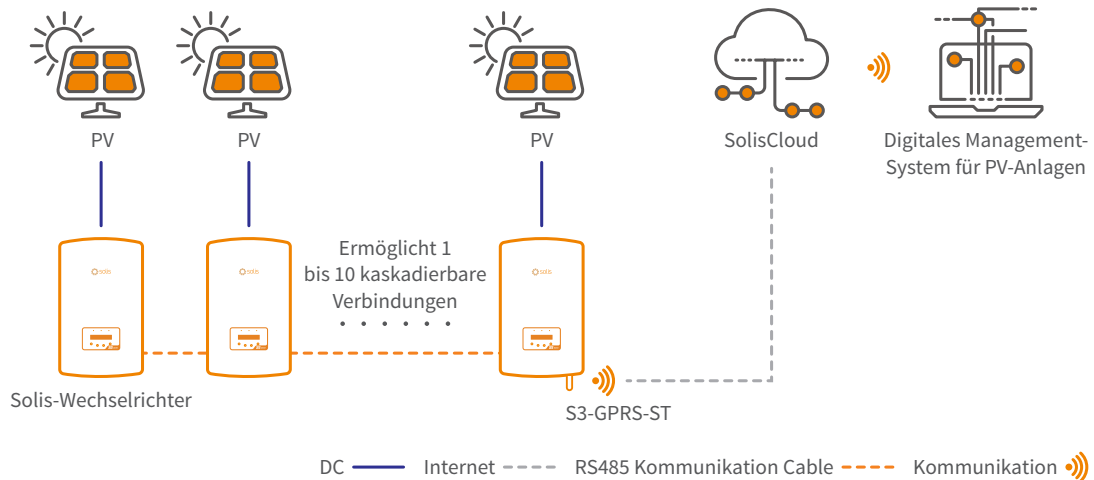 PV
PV
PV
SolisCloud
Digitales Management-
System für PV-Anlagen
Ermöglicht 1
bis 10 kaskadierbare
Verbindungen
solis
solis
solis
Solis-Wechselrichter
S3-GPRS-ST
DC
Internet
RS485 Kommunikation Cable
Kommunikation